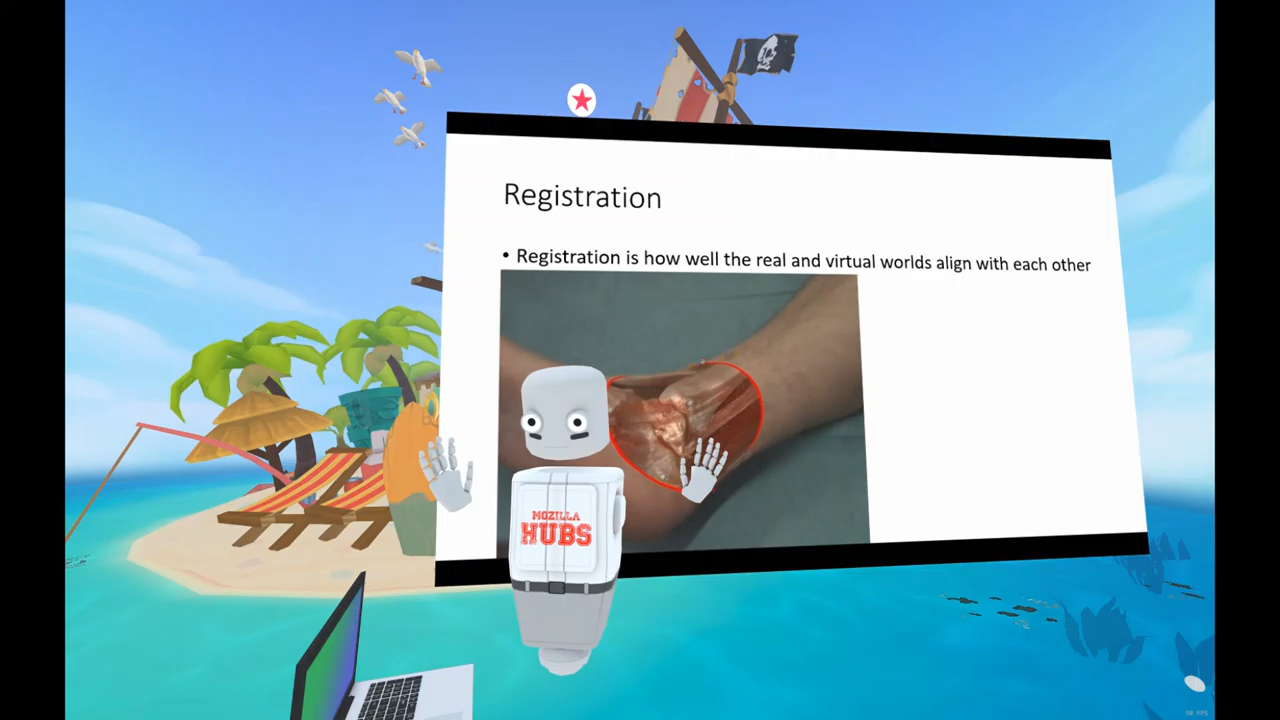 Registration
• Registration is how well the real and virtual worlds align with each other
MOZILLA
HUBS